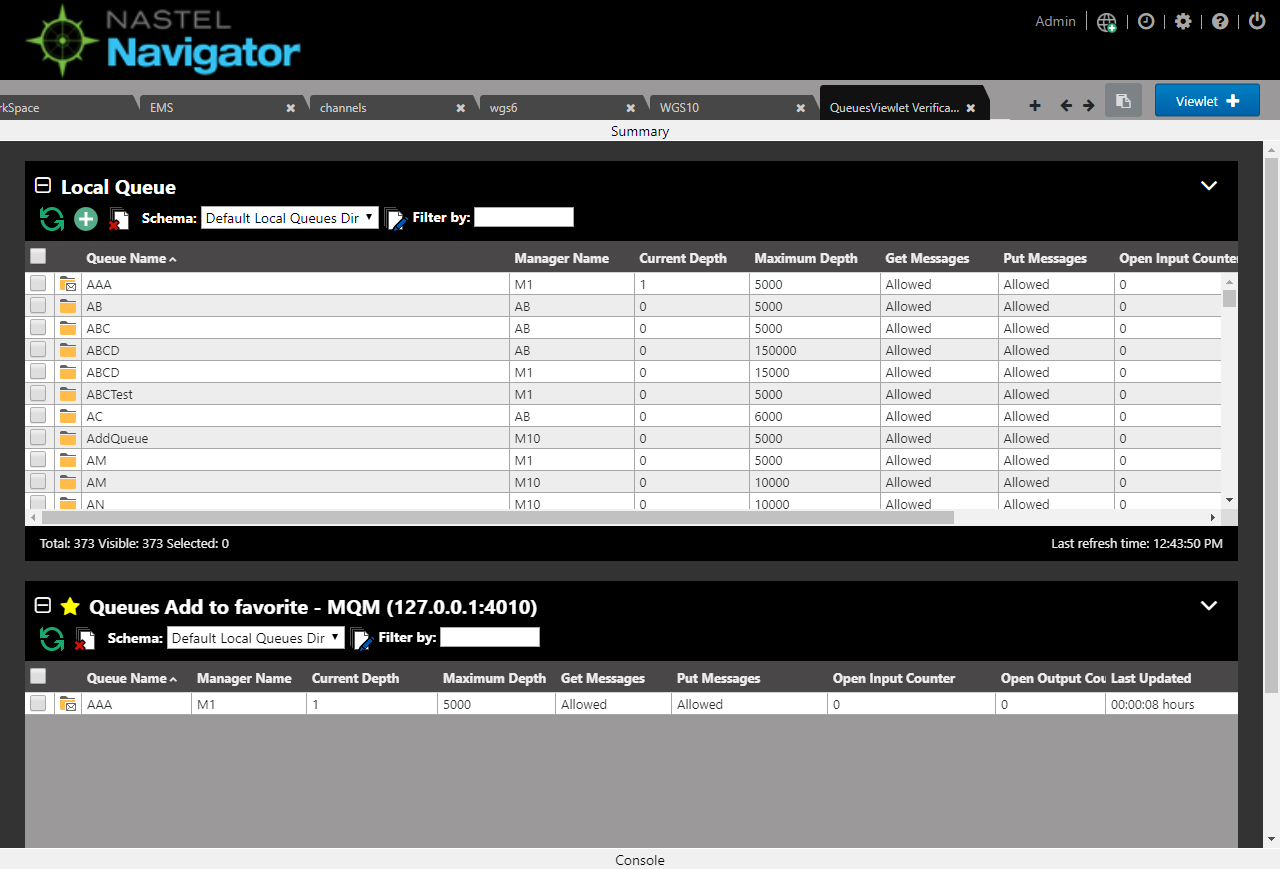 NASTEL
Navigator
Admin
rkSpace EMS channels wgs6 WGS10 QueuesViewlet Verifica... Viewlet
Summary
Local Queue
Schema: Default Local Queues Dir Filter by:
Queue Name Manager Name Current Depth Maximum Depth Get Messages Put Messages Open Input Counter
AAA M1 1 5000 Allowed Allowed 0
AB AB 0 5000 Allowed Allowed 0
ABC AB 0 5000 Allowed Allowed 0
ABCD AB 0 150000 Allowed Allowed 0
ABCD M1 0 15000 Allowed Allowed 0
ABCTest M1 0 5000 Allowed Allowed 0
AC AB 0 6000 Allowed Allowed 0
AddQueue M10 0 5000 Allowed Allowed 0
AM M1 0 5000 Allowed Allowed 0
AM M10 0 10000 Allowed Allowed 0
AN M10 0 10000 Allowed Allowed 0
Total: 373 Visible: 373 Selected: 0 Last refresh time: 12:43:50 PM
Queues Add to favorite - MQM (127.0.0.1:4010)
Schema: Default Local Queues Dir Filter by:
Queue Name Manager Name Current Depth Maximum Depth Get Messages Put Messages Open Input Counter Open Output Cou Last Updated
AAA M1 1 5000 Allowed Allowed 0 0 00:00:08 hours
Console